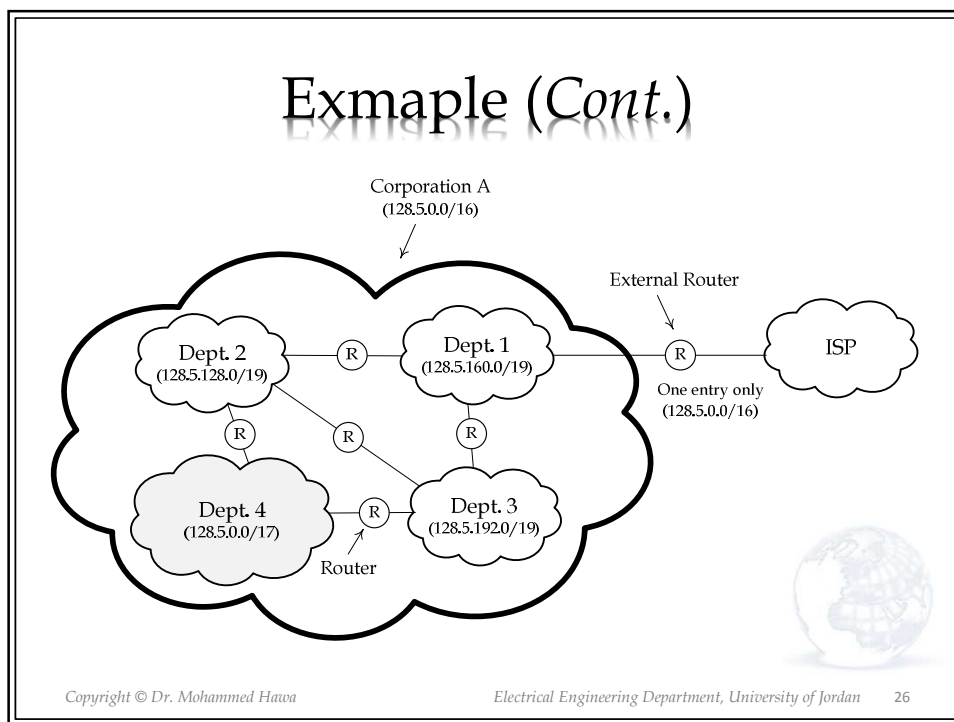 Exmaple (Cont.)
Corporation A
(128.5.0.0/16)
External Router
Dept. 2
(128.5.128.0/19)
R
Dept. 1
(128.5.160.0/19)
R
ISP
One entry only
(128.5.0.0/16)
R
R
R
Dept. 4
(128.5.0.0/17)
R
Dept. 3
(128.5.192.0/19)
Router
Copyright © Dr. Mohammed Hawa
Electrical Engineering Department, University of Jordan
26